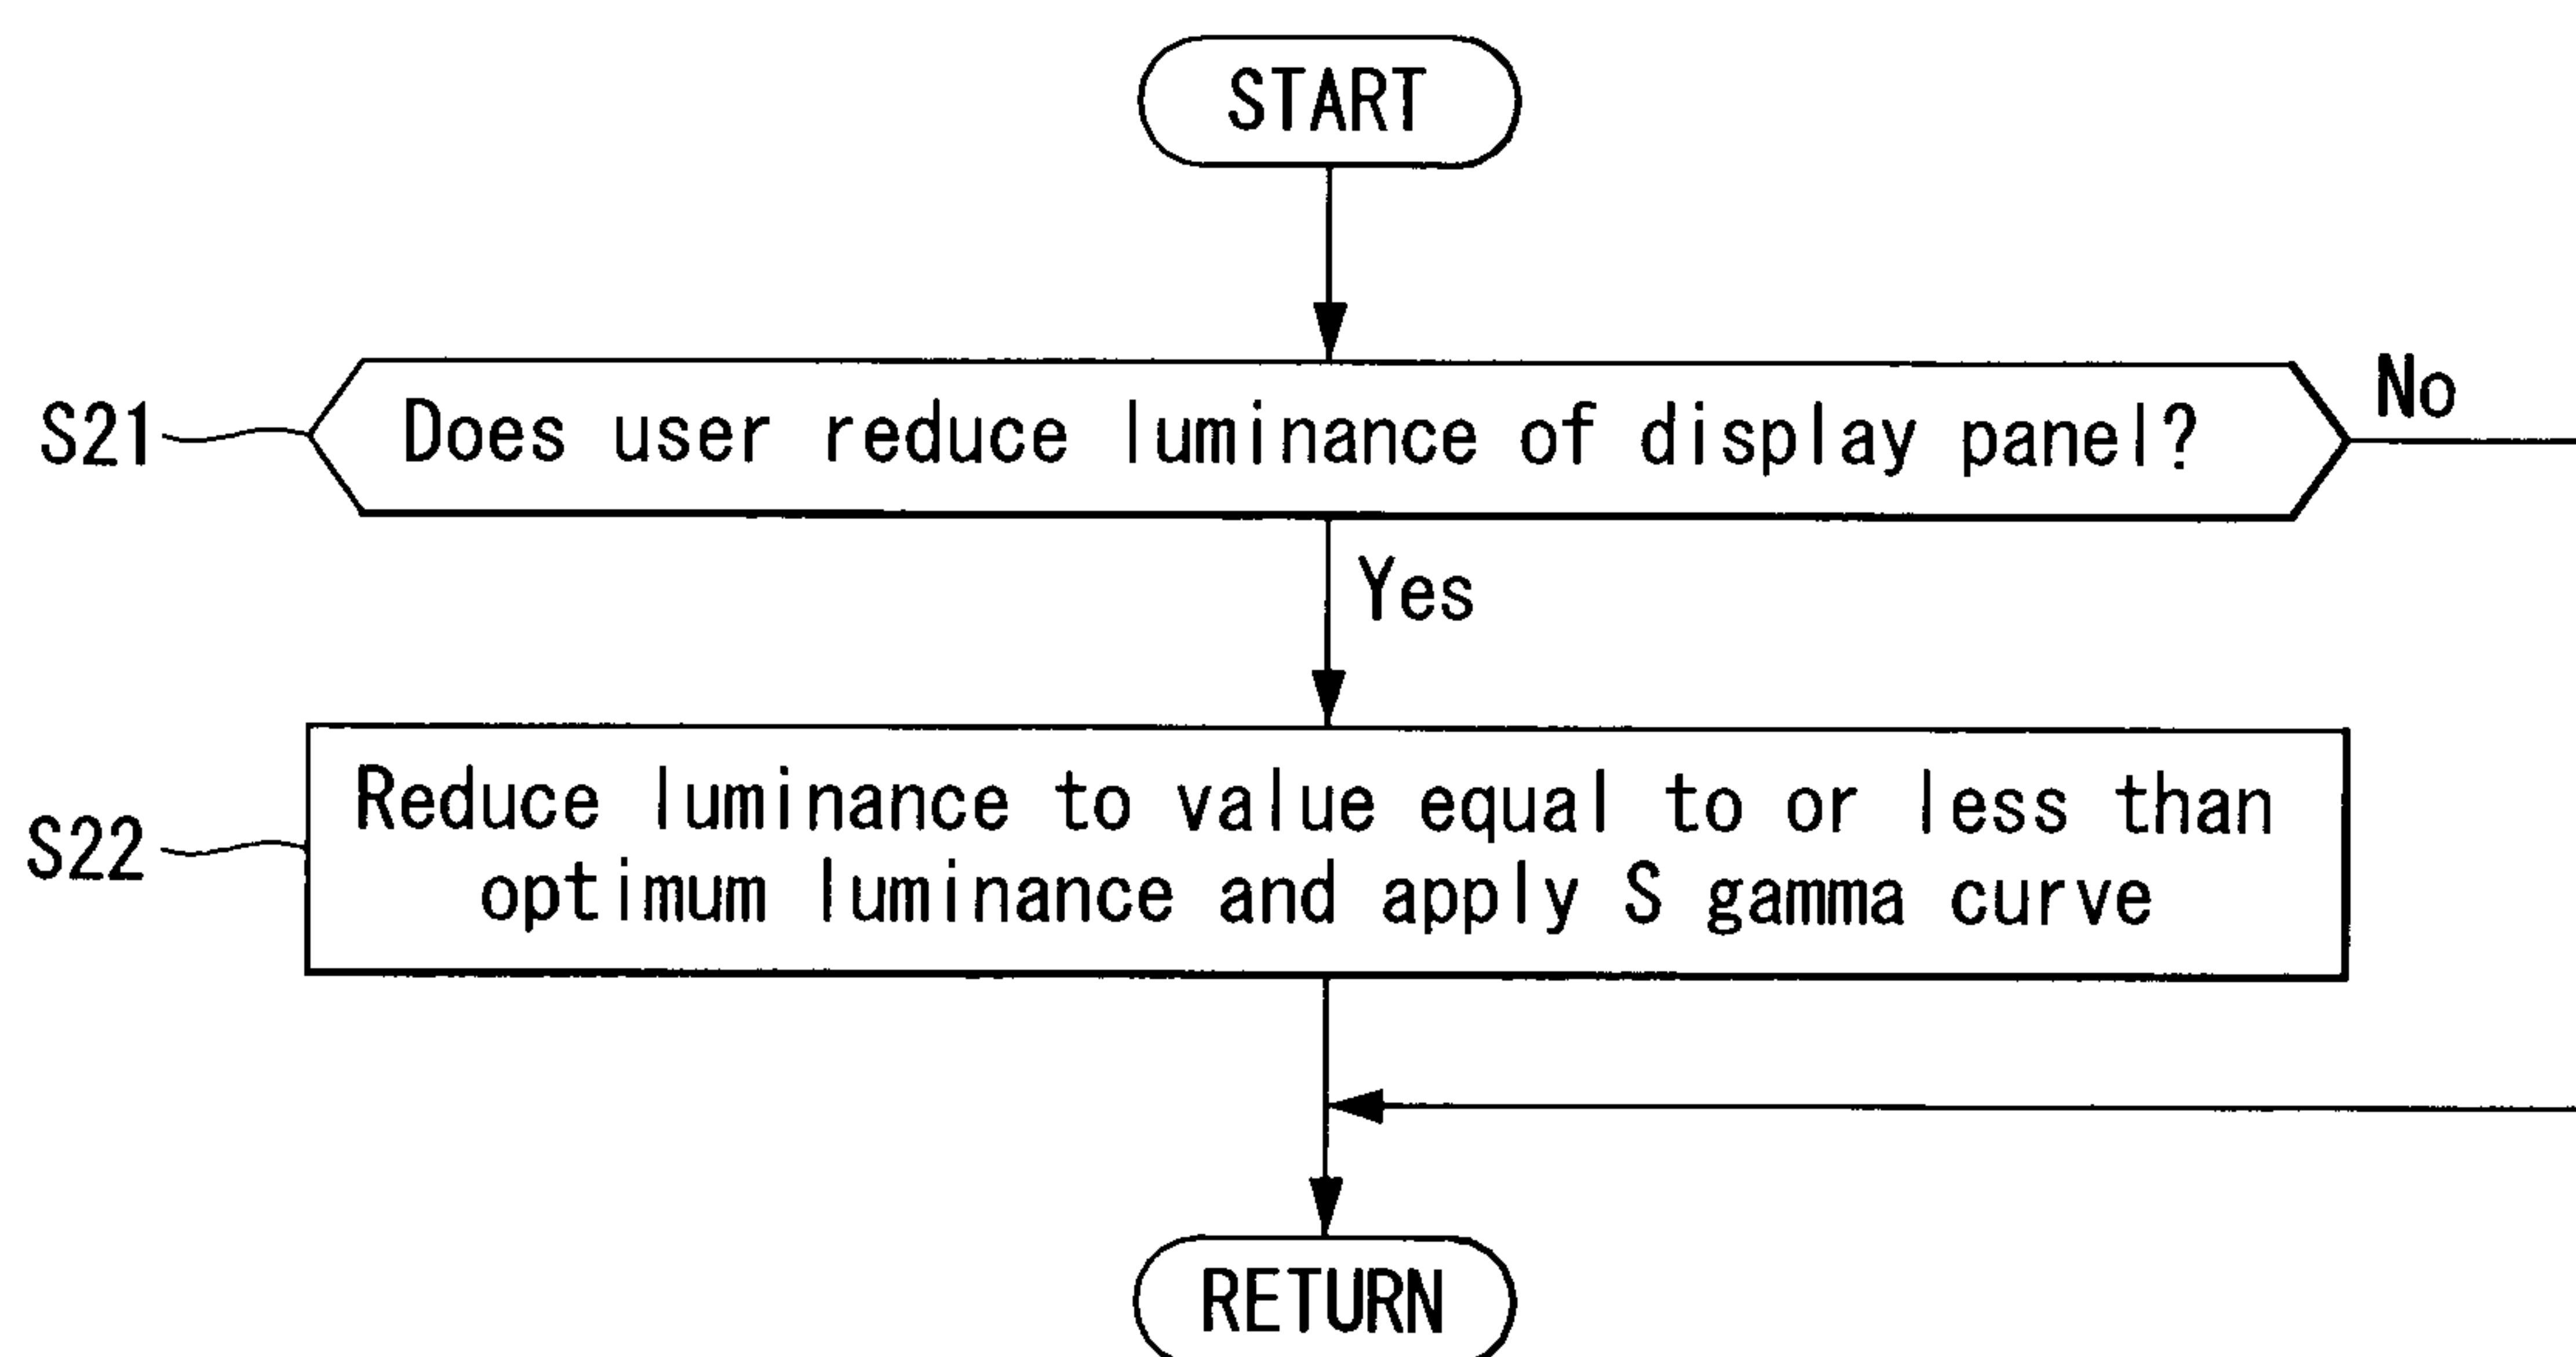 START
S21
Does user reduce luminance of display panel?
No
Yes
S22
Reduce luminance to value equal to or less than
optimum luminance and apply S gamma curve
RETURN